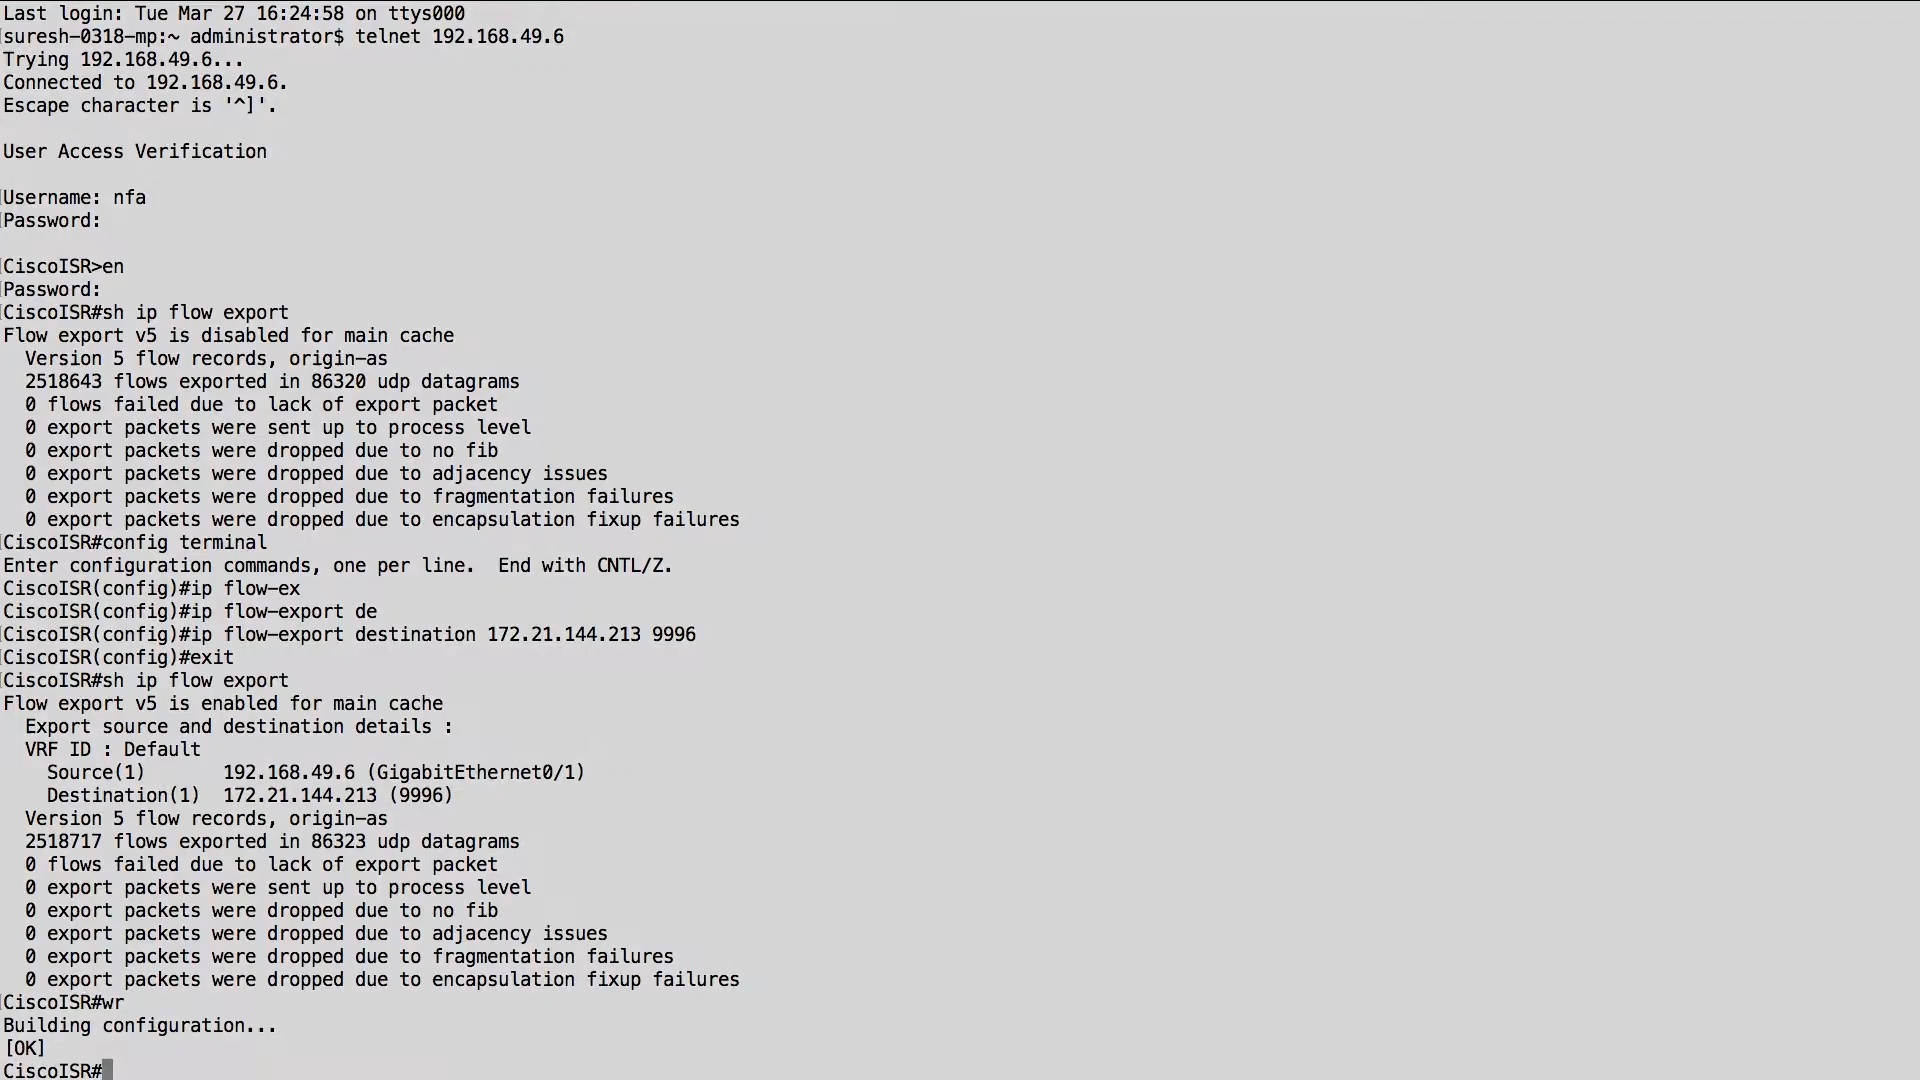 Last login: Tue Mar 27 16:24:58 on ttys000
[suresh-0318-mp:~ administrator$ telnet 192.168.49.6
Trying 192.168.49.6...
Connected to 192.168.49.6.
Escape character is '^]'.
User Access Verification
[Username: nfa
[Password:
[CiscoISR>en
[Password:
[CiscoISR#sh ip flow export
Flow export v5 is disabled for main cache
Version 5 flow records, origin-as
2518643 flows exported in 86320 udp datagrams
0 flows failed due to lack of export packet
0 export packets were sent up to process level
0 export packets were dropped due to no fib
0 export packets were dropped due to adjacency issues
0 export packets were dropped due to fragmentation failures
0 export packets were dropped due to encapsulation fixup failures
[CiscoISR#config terminal
Enter configuration commands, one per line.  End with CNTL/Z.
CiscoISR(config)#ip flow-ex
CiscoISR(config)#ip flow-export de
[CiscoISR(config)#ip flow-export destination 172.21.144.213 9996
[CiscoISR(config)#exit
[CiscoISR#sh ip flow export
Flow export v5 is enabled for main cache
Export source and destination details :
VRF ID : Default
Source(1)       192.168.49.6 (GigabitEthernet0/1)
Destination(1)  172.21.144.213 (9996)
Version 5 flow records, origin-as
2518717 flows exported in 86323 udp datagrams
0 flows failed due to lack of export packet
0 export packets were sent up to process level
0 export packets were dropped due to no fib
0 export packets were dropped due to adjacency issues
0 export packets were dropped due to fragmentation failures
0 export packets were dropped due to encapsulation fixup failures
[CiscoISR#wr
Building configuration...
[OK]
CiscoISR#